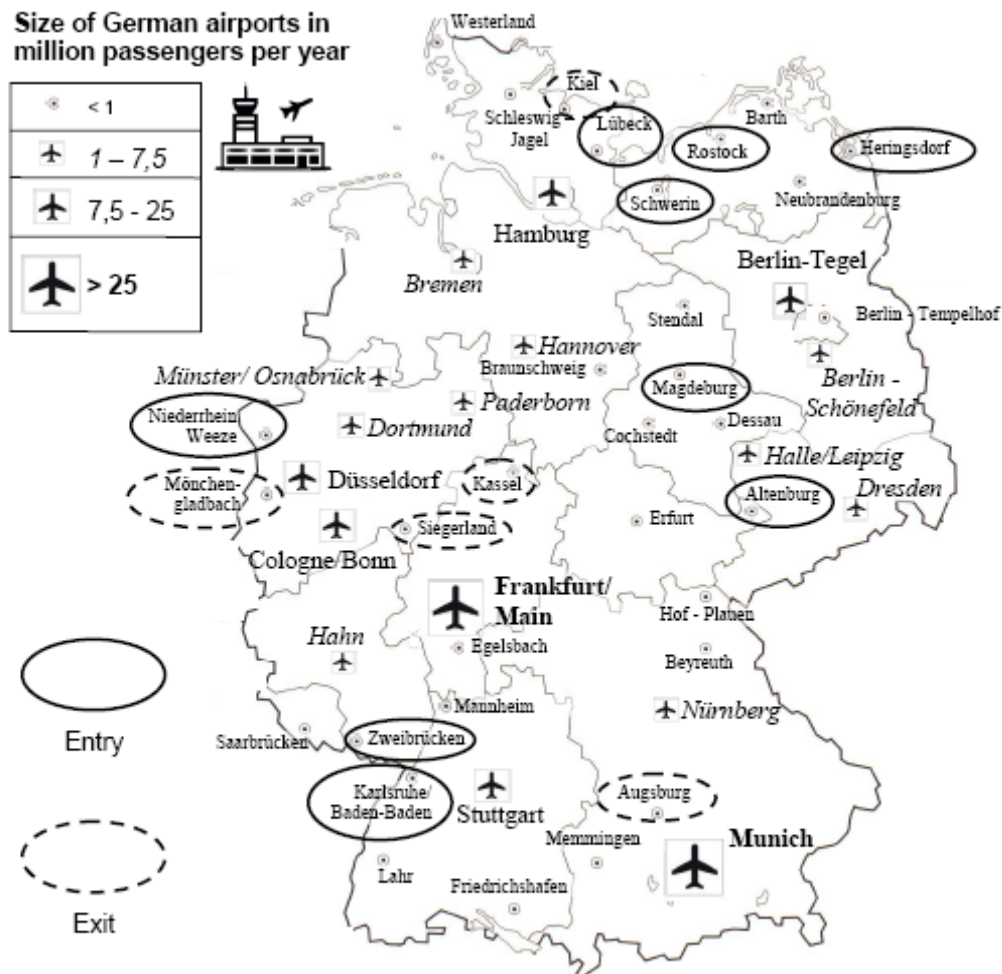 Size of German airports in
million passengers per year
< 1
1 – 7,5
7,5 - 25
> 25
Westerland
Kiel
Schleswig
Jagel
Lübeck
Barth
Rostock
Heringsdorf
Schwerin
Neubrandenburg
Hamburg
Berlin-Tegel
Bremen
Stendal
Berlin - Tempelhof
Hannover
Braunschweig
Münster/ Osnabrück
Magdeburg
Berlin -
Schönefeld
Paderborn
Niederrhein
Weeze
Dortmund
Cochstedt
Dessau
Halle/Leipzig
Düsseldorf
Kassel
Mönchen-
gladbach
Altenburg
Dresden
Siegerland
Erfurt
Cologne/Bonn
Frankfurt/
Main
Hof - Plauen
Hahn
Egelsbach
Beyreuth
Mannheim
Nürnberg
Entry
Saarbrücken
Zweibrücken
Karlsruhe/
Baden-Baden
Stuttgart
Augsburg
Memmingen
Munich
Lahr
Friedrichshafen
Exit